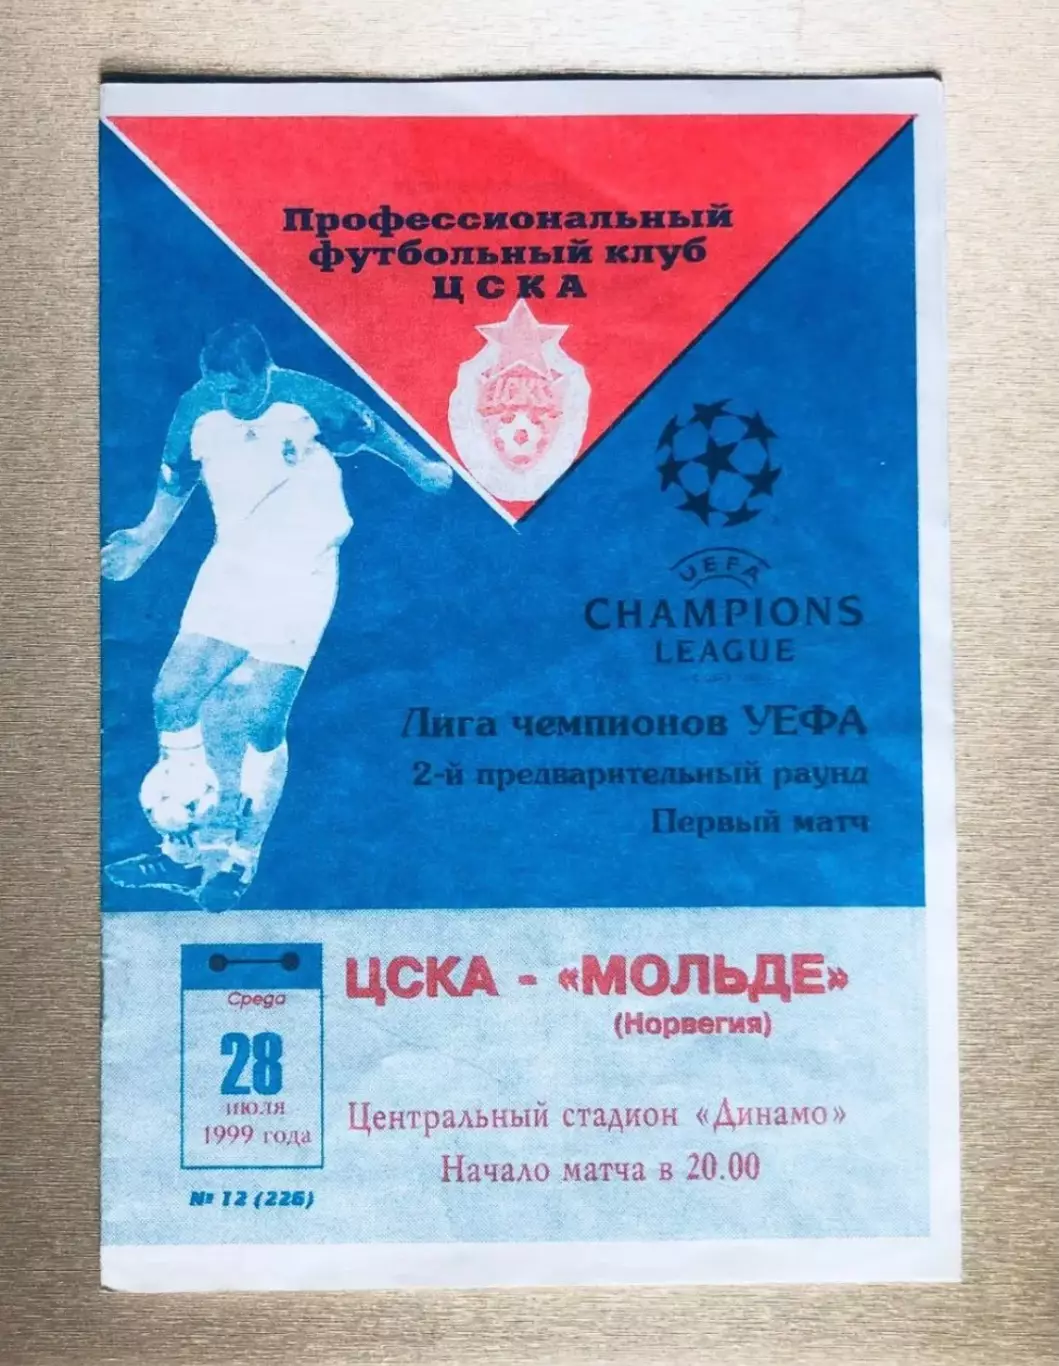 Профессиональный
футбольный клуб
ЦСКА
ЦСКА
UEFA
CHAMPIONS
LEAGUE
Лига чемпионов УЕФА
2-й предварительный раунд
Первый матч
Среда
28
июля
1999 года
№ 12 (226)
ЦСКА - «МОЛЬДЕ»
(Норвегия)
Центральный стадион «Динамо»
Начало матча в 20.00